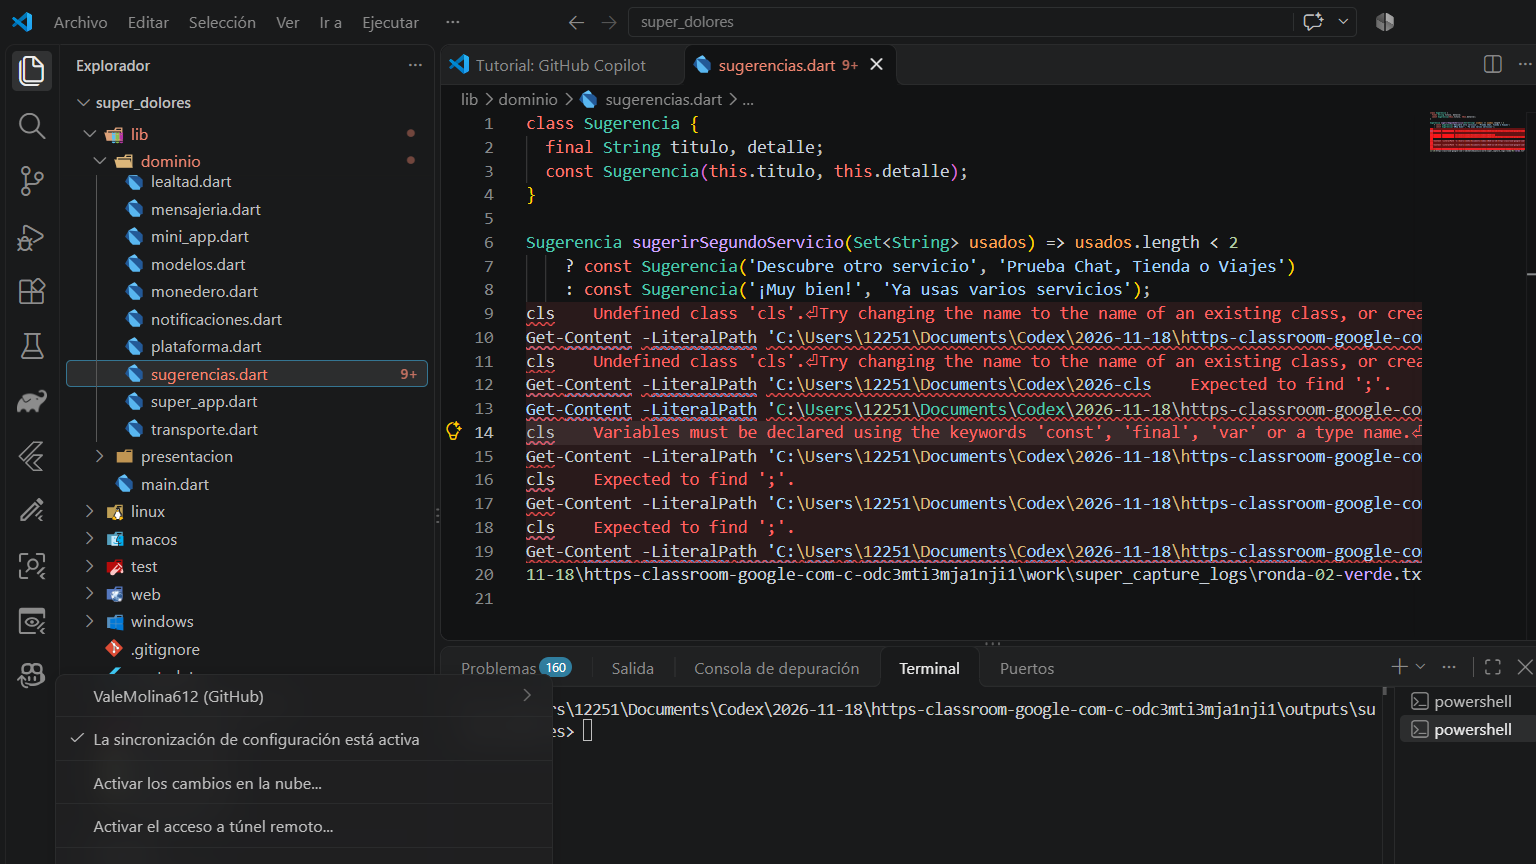 Archivo Editar Selección Ver Ir a Ejecutar ··· super_dolores
Explorador ···
super_dolores
lib
dominio
lealtad.dart
mensajeria.dart
mini_app.dart
modelos.dart
monedero.dart
notificaciones.dart
plataforma.dart
sugerencias.dart 9+
super_app.dart
transporte.dart
presentacion
main.dart
linux
macos
test
web
windows
.gitignore
Tutorial: GitHub Copilot sugerencias.dart 9+
lib > dominio > sugerencias.dart > ...
1 class Sugerencia {
2 final String titulo, detalle;
3 const Sugerencia(this.titulo, this.detalle);
4 }
5
6 Sugerencia sugerirSegundoServicio(Set<String> usados) => usados.length < 2
7 ? const Sugerencia('Descubre otro servicio', 'Prueba Chat, Tienda o Viajes')
8 : const Sugerencia('¡Muy bien!', 'Ya usas varios servicios');
9 cls Undefined class 'cls'.⏎Try changing the name to the name of an existing class, or crea
10 Get-Content -LiteralPath 'C:\Users\12251\Documents\Codex\2026-11-18\https-classroom-google-co
11 cls Undefined class 'cls'.⏎Try changing the name to the name of an existing class, or crea
12 Get-Content -LiteralPath 'C:\Users\12251\Documents\Codex\2026-cls Expected to find ';'.
13 Get-Content -LiteralPath 'C:\Users\12251\Documents\Codex\2026-11-18\https-classroom-google-co
14 cls Variables must be declared using the keywords 'const', 'final', 'var' or a type name.⏎
15 Get-Content -LiteralPath 'C:\Users\12251\Documents\Codex\2026-11-18\https-classroom-google-co
16 cls Expected to find ';'.
17 Get-Content -LiteralPath 'C:\Users\12251\Documents\Codex\2026-11-18\https-classroom-google-co
18 cls Expected to find ';'.
19 Get-Content -LiteralPath 'C:\Users\12251\Documents\Codex\2026-11-18\https-classroom-google-co
20 11-18\https-classroom-google-com-c-odc3mti3mja1nji1\work\super_capture_logs\ronda-02-verde.tx
21
Problemas 160 Salida Consola de depuración Terminal Puertos
rs\12251\Documents\Codex\2026-11-18\https-classroom-google-com-c-odc3mti3mja1nji1\outputs\su
es>
powershell
powershell
ValeMolina612 (GitHub)
La sincronización de configuración está activa
Activar los cambios en la nube...
Activar el acceso a túnel remoto...